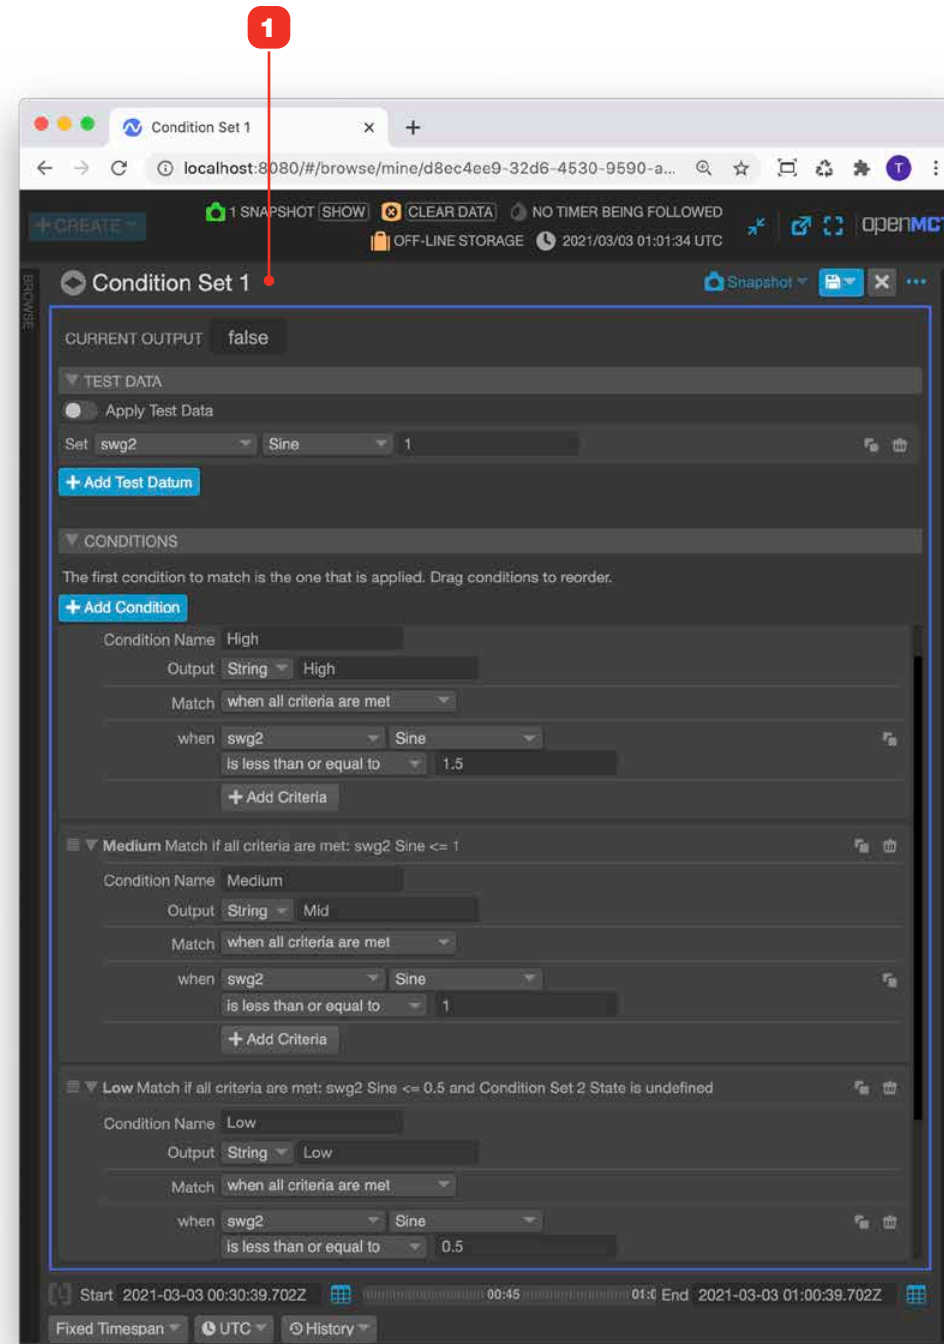 1
Condition Set 1
localhost:8080/#/browse/mine/d8ec4ee9-32d6-4530-9590-a...
T
+CREATE
1 SNAPSHOT SHOW CLEAR DATA NO TIMER BEING FOLLOWED
OFF-LINE STORAGE 2021/03/03 01:01:34 UTC
openMCT
BROWSE
Condition Set 1
Snapshot
CURRENT OUTPUT false
TEST DATA
Apply Test Data
Set swg2 Sine 1
+ Add Test Datum
CONDITIONS
The first condition to match is the one that is applied. Drag conditions to reorder.
+ Add Condition
Condition Name High
Output String High
Match when all criteria are met
when swg2 Sine
is less than or equal to 1.5
+ Add Criteria
Medium Match if all criteria are met: swg2 Sine <= 1
Condition Name Medium
Output String Mid
Match when all criteria are met
when swg2 Sine
is less than or equal to 1
+ Add Criteria
Low Match if all criteria are met: swg2 Sine <= 0.5 and Condition Set 2 State is undefined
Condition Name Low
Output String Low
Match when all criteria are met
when swg2 Sine
is less than or equal to 0.5
Start 2021-03-03 00:30:39.702Z 00:45 01:0 End 2021-03-03 01:00:39.702Z
Fixed Timespan UTC History